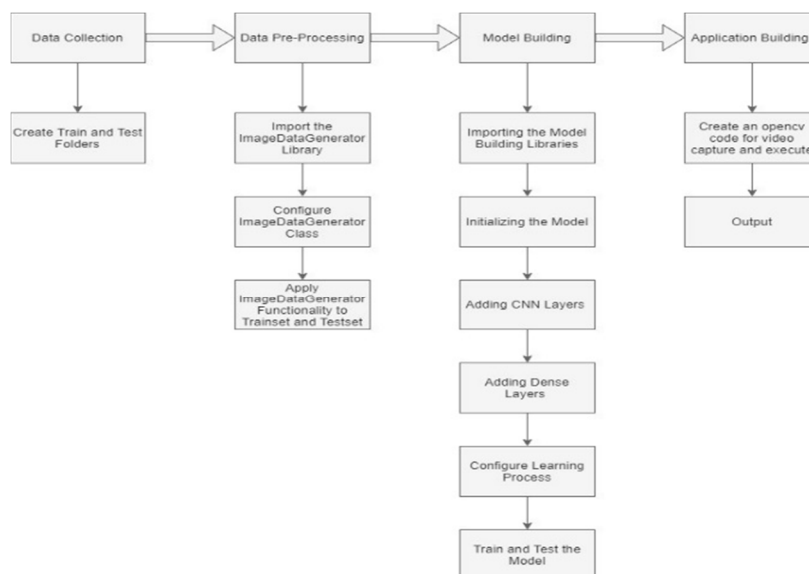 Data Collection
Data Pre-Processing
Model Building
Application Building
Create Train and Test
Folders
Import the
ImageDataGenerator
Library
Configure
ImageDataGenerator
Class
Apply
ImageDataGenerator
Functionality to
Trainset and Testset
Importing the Model
Building Libraries
Initializing the Model
Adding CNN Layers
Adding Dense
Layers
Configure Learning
Process
Train and Test the
Model
Create an opencv
code for video
capture and execute
Output